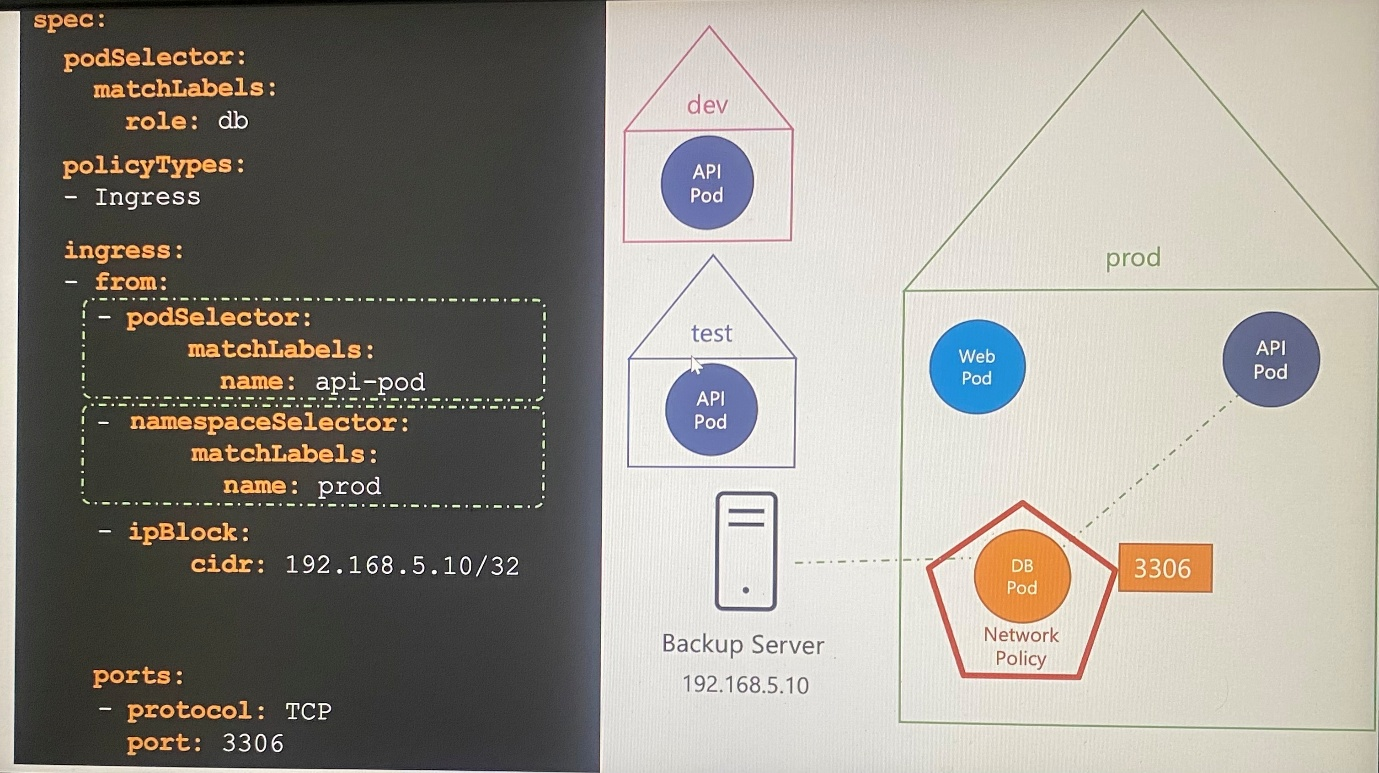 spec:
podSelector:
matchLabels:
role: db
policyTypes:
- Ingress
ingress:
- from:
- podSelector:
matchLabels:
name: api-pod
- namespaceSelector:
matchLabels:
name: prod
- ipBlock:
cidr: 192.168.5.10/32
ports:
- protocol: TCP
port: 3306
dev
API
Pod
test
API
Pod
Backup Server
192.168.5.10
prod
Web
Pod
API
Pod
DB
Pod
Network
Policy
3306